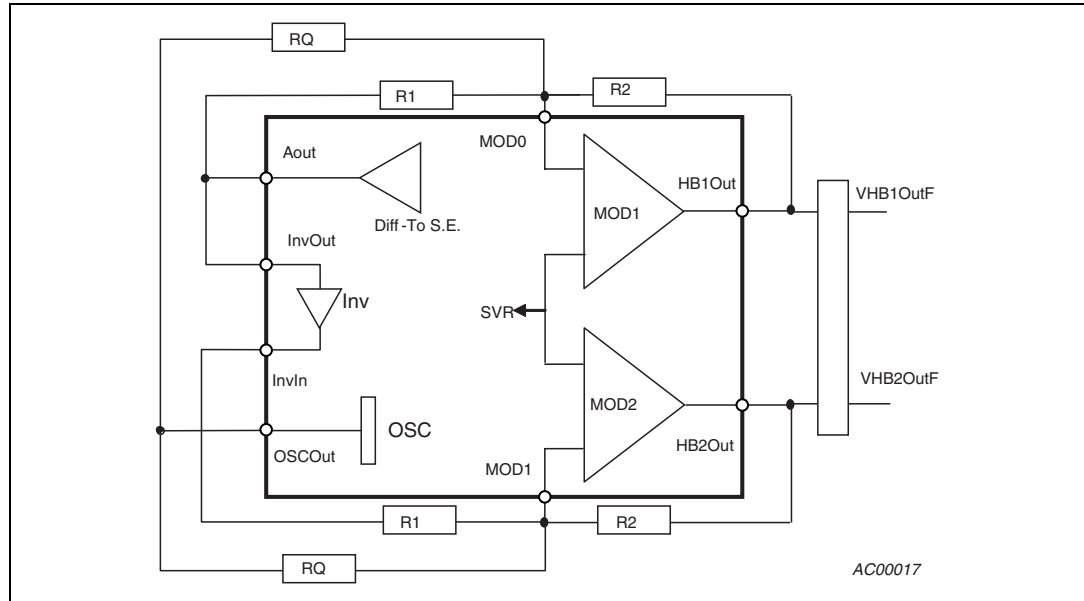 RQ
R1
R2
MOD0
Aout
Diff -To S.E.
HB1Out
VHB1OutF
MOD1
InvOut
Inv
SVR
InvIn
VHB2OutF
MOD2
OSC
OSCOut
HB2Out
MOD1
R1
R2
RQ
AC00017